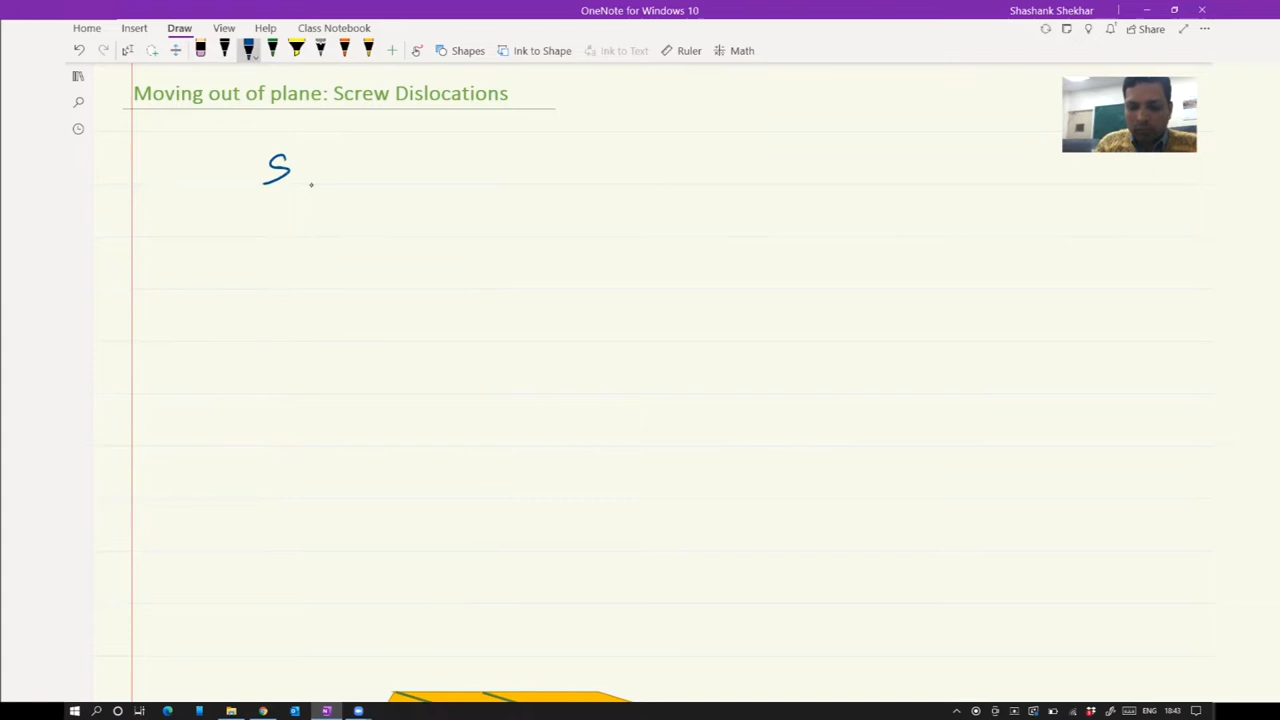 OneNote for Windows 10
Shashank Shekhar
Home Insert Draw View Help Class Notebook
Share
Shapes Ink to Shape Ink to Text Ruler Math
Moving out of plane: Screw Dislocations
S
ENG 18:43